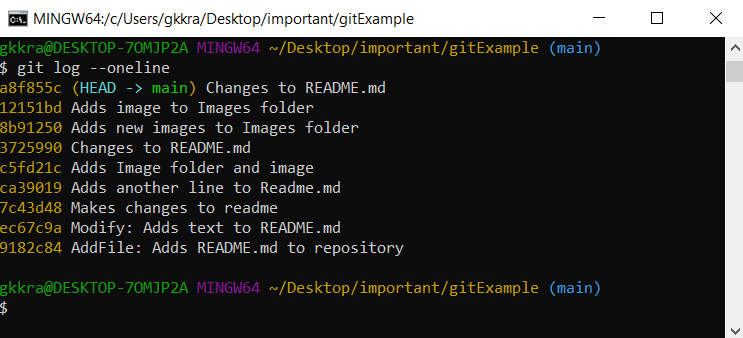 MINGW64:/c/Users/gkkra/Desktop/important/gitExample
gkkra@DESKTOP-7OMJP2A MINGW64 ~/Desktop/important/gitExample (main)
$ git log --oneline
a8f855c (HEAD -> main) Changes to README.md
12151bd Adds image to Images folder
8b91250 Adds new images to Images folder
3725990 Changes to README.md
c5fd21c Adds Image folder and image
ca39019 Adds another line to Readme.md
7c43d48 Makes changes to readme
ec67c9a Modify: Adds text to README.md
9182c84 AddFile: Adds README.md to repository
gkkra@DESKTOP-7OMJP2A MINGW64 ~/Desktop/important/gitExample (main)
$